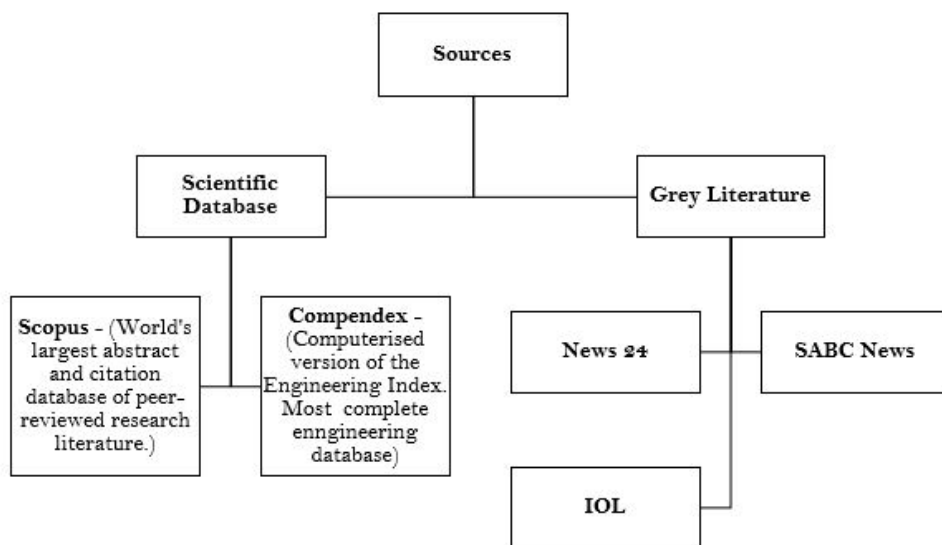 Sources
Scientific
Database
Grey Literature
Scopus - (World's
largest abstract
and citation
database of peer-
reviewed research
literature.)
Compendex -
(Computerised
version of the
Engineering Index.
Most complete
enngineering
database)
News 24
SABC News
IOL